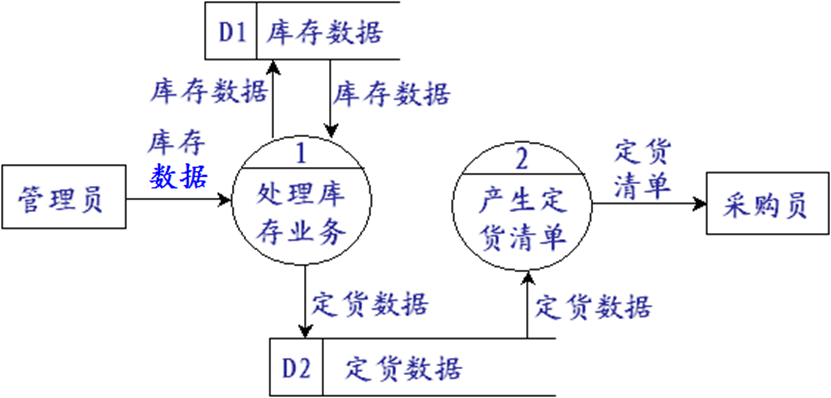 D1 库存数据
库存数据
库存数据
库存
数据
管理员
1
处理库
存业务
2
产生定
货清单
定货
清单
采购员
定货数据
定货数据
D2 定货数据